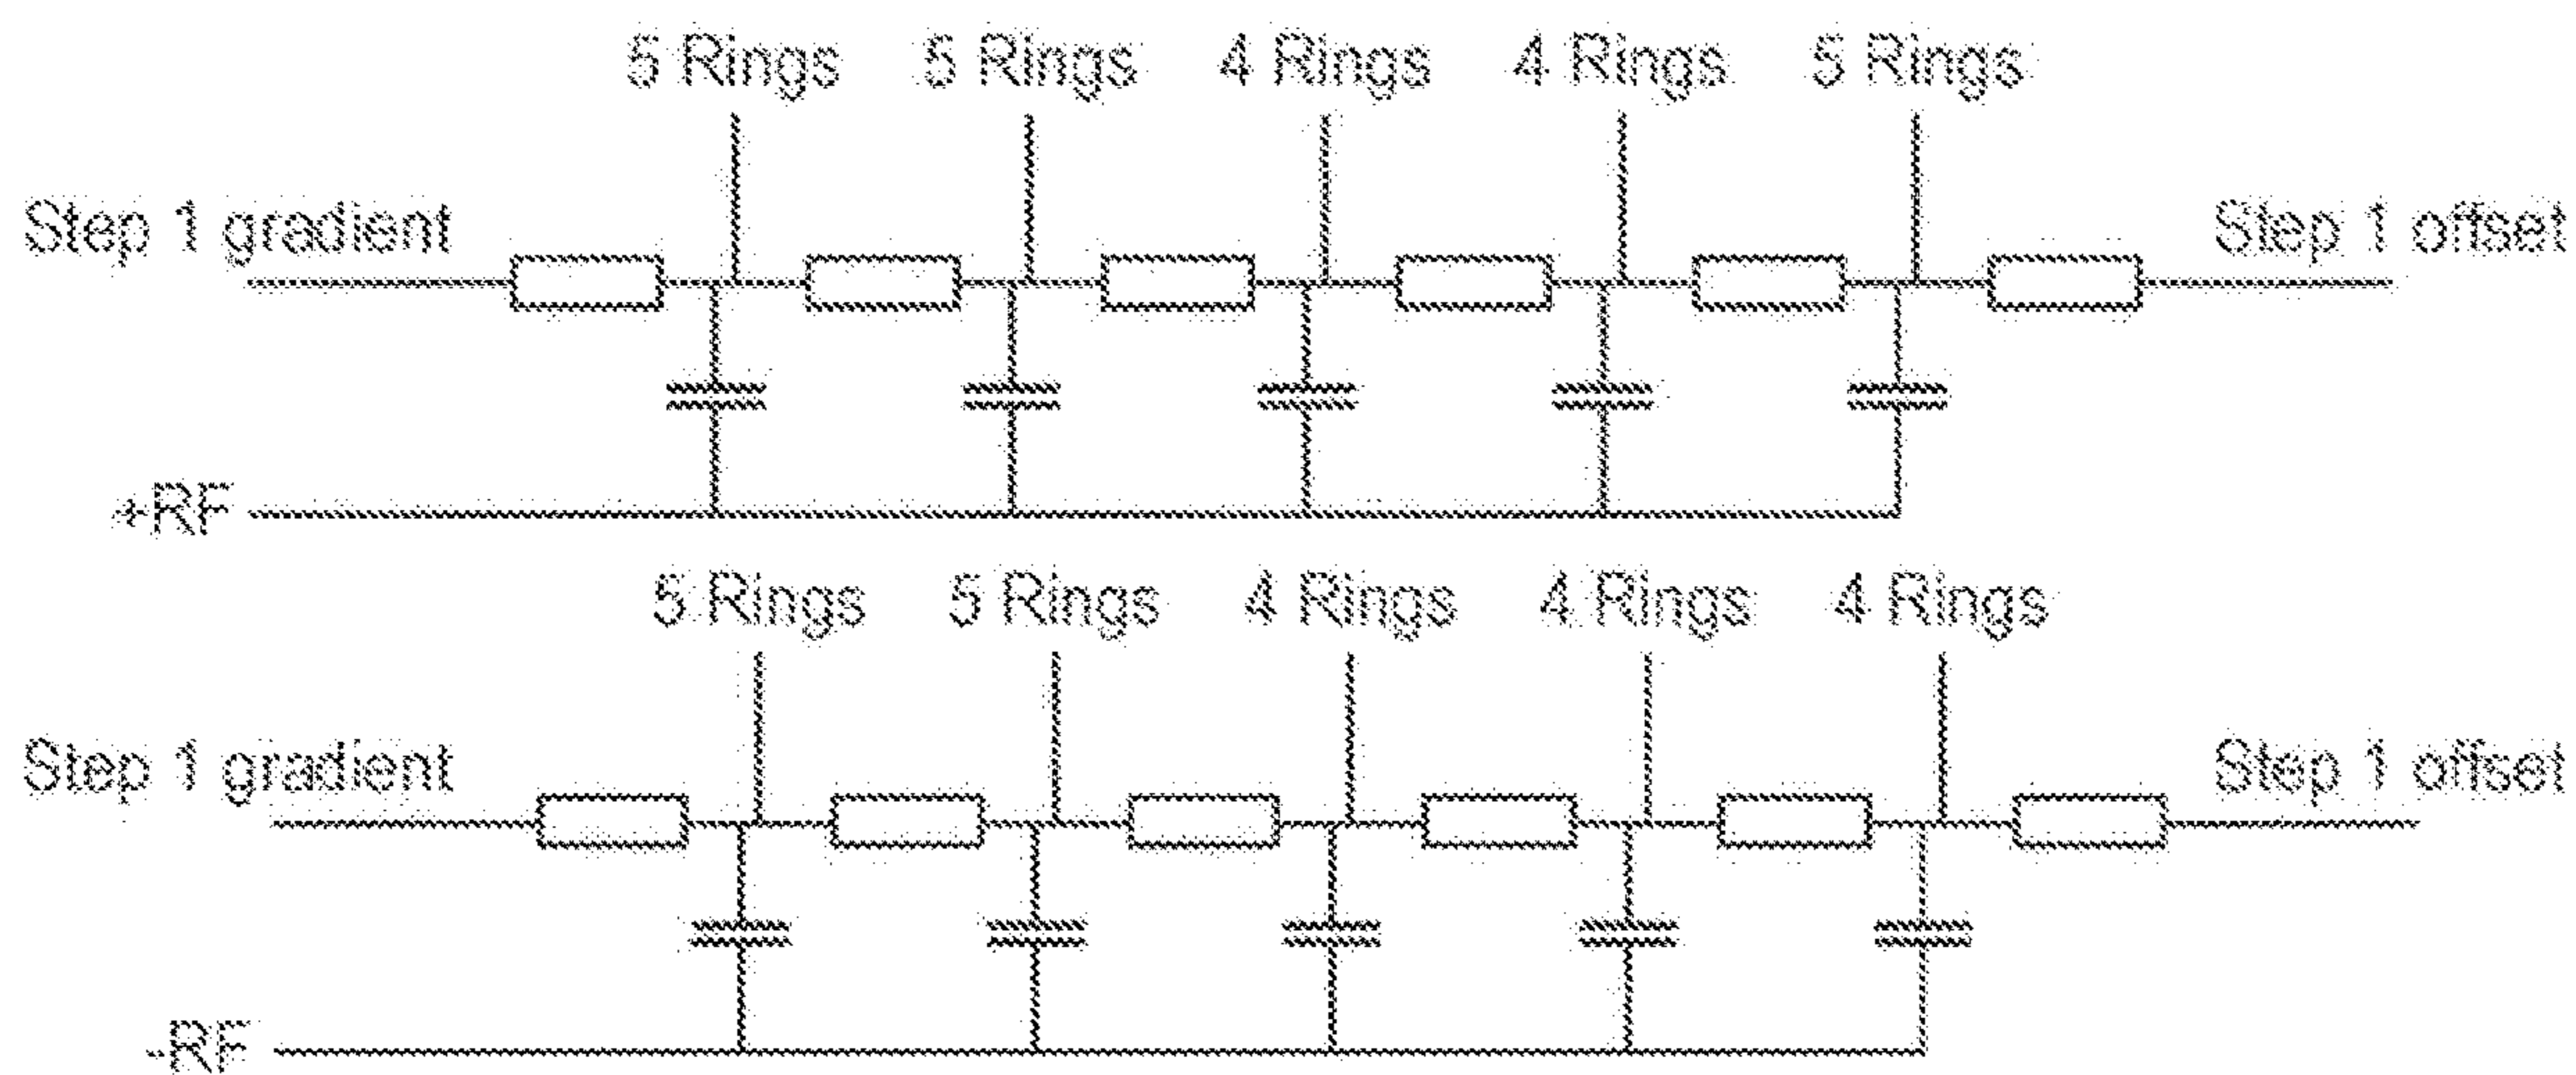 5 Rings 5 Rings 4 Rings 4 Rings 5 Rings
Step 1 gradient Step 1 offset
+RF
5 Rings 5 Rings 4 Rings 4 Rings 4 Rings
Step 1 gradient Step 1 offset
-RF